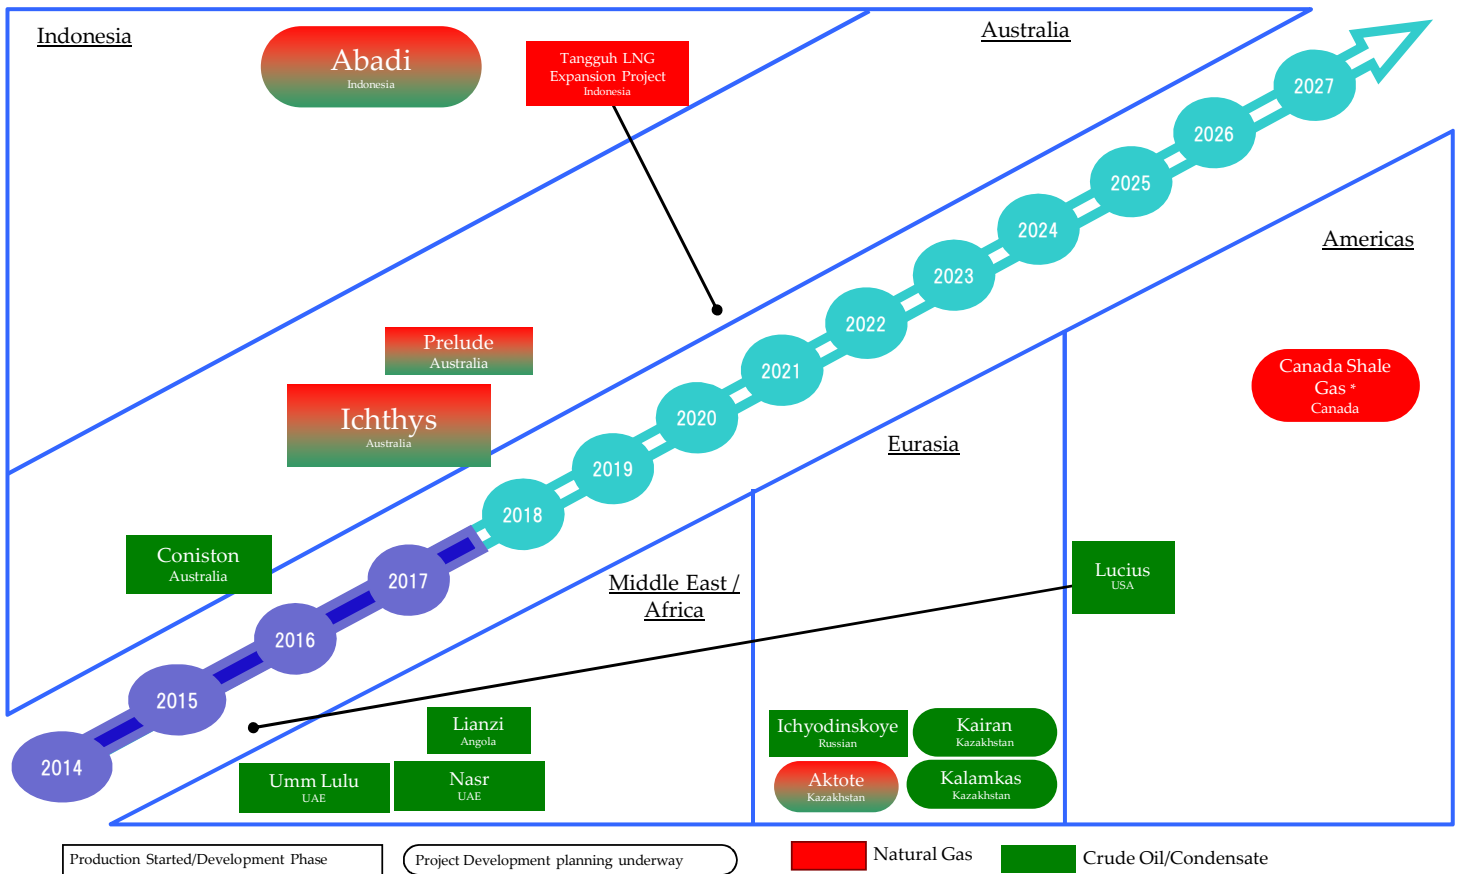 Indonesia
Abadi
Indonesia
Tangguh LNG
Expansion Project
Indonesia
Australia
2027
2026
2025
2024
2023
2022
2021
2020
2019
2018
2017
2016
2015
2014
Americas
Prelude
Australia
Ichthys
Australia
Coniston
Australia
Canada Shale
Gas *
Canada
Eurasia
Middle East /
Africa
Lucius
USA
Lianzi
Angola
Umm Lulu
UAE
Nasr
UAE
Ichyodinskoye
Russian
Kairan
Kazakhstan
Aktote
Kazakhstan
Kalamkas
Kazakhstan
Production Started/Development Phase
Project Development planning underway
Natural Gas
Crude Oil/Condensate